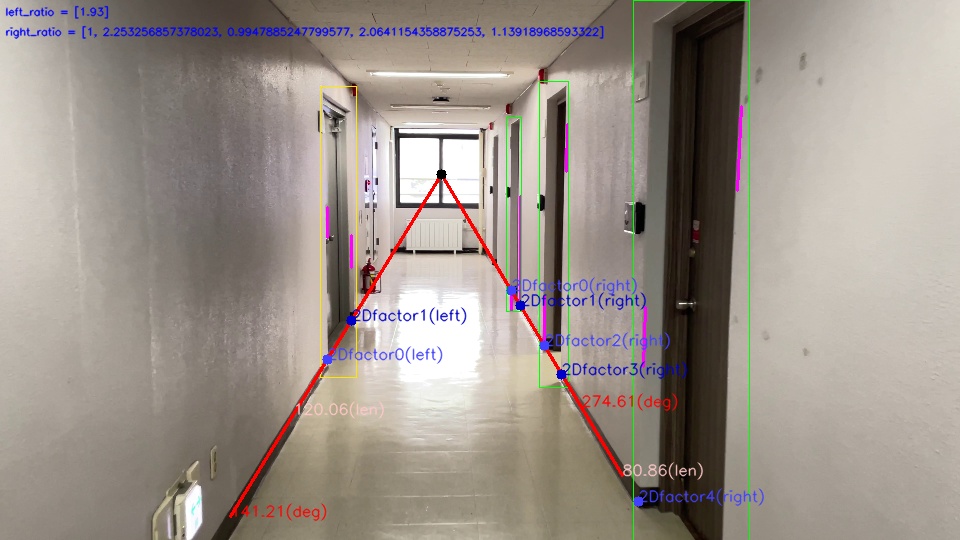 left_ratio = [1.93]
right_ratio = [1, 2.253256857378023, 0.9947885247799577, 2.0641154358875253, 1.13918968593322]
2Dfactor0(right)
2Dfactor1(right)
2Dfactor1(left)
2Dfactor2(right)
2Dfactor0(left)
2Dfactor3(right)
274.61(deg)
120.06(len)
80.86(len)
2Dfactor4(right)
141.21(deg)